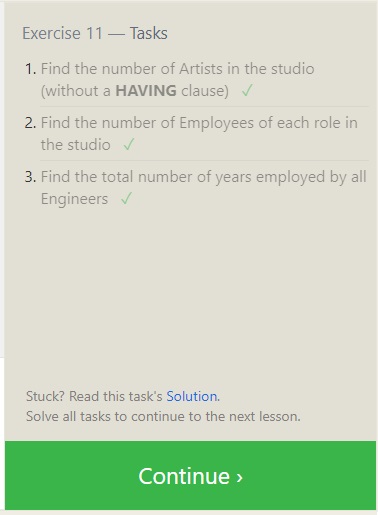 Exercise 11 — Tasks
1. Find the number of Artists in the studio
(without a HAVING clause) ✓
2. Find the number of Employees of each role in
the studio ✓
3. Find the total number of years employed by all
Engineers ✓
Stuck? Read this task's Solution.
Solve all tasks to continue to the next lesson.
Continue ›